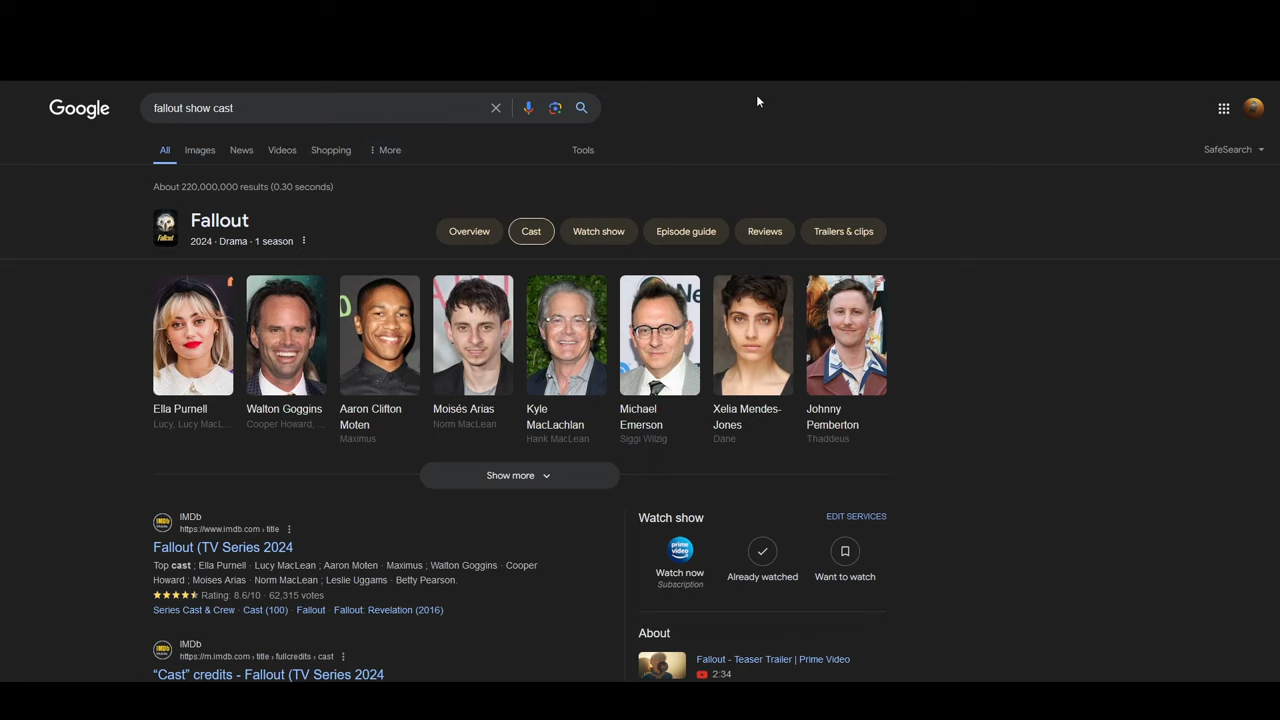 Google
fallout show cast
All
Images
News
Videos
Shopping
More
Tools
SafeSearch
About 220,000,000 results (0.30 seconds)
Fallout
2024 · Drama · 1 season
Overview
Cast
Watch show
Episode guide
Reviews
Trailers & clips
Ella Purnell
Lucy, Lucy MacL...
Walton Goggins
Cooper Howard, ...
Aaron Clifton
Moten
Maximus
Moisés Arias
Norm MacLean
Kyle
MacLachlan
Hank MacLean
Michael
Emerson
Siggi Wilzig
Xelia Mendes-
Jones
Dane
Johnny
Pemberton
Thaddeus
Show more
IMDb
https://www.imdb.com › title
Fallout (TV Series 2024
Top cast ; Ella Purnell · Lucy MacLean ; Aaron Moten · Maximus ; Walton Goggins · Cooper
Howard ; Moises Arias · Norm MacLean ; Leslie Uggams · Betty Pearson.
Rating: 8.6/10 · 62,315 votes
Series Cast & Crew · Cast (100) · Fallout · Fallout: Revelation (2016)
IMDb
https://m.imdb.com › title › fullcredits › cast
“Cast” credits - Fallout (TV Series 2024
Watch show
EDIT SERVICES
prime
video
Watch now
Subscription
Already watched
Want to watch
About
Fallout - Teaser Trailer | Prime Video
2:34